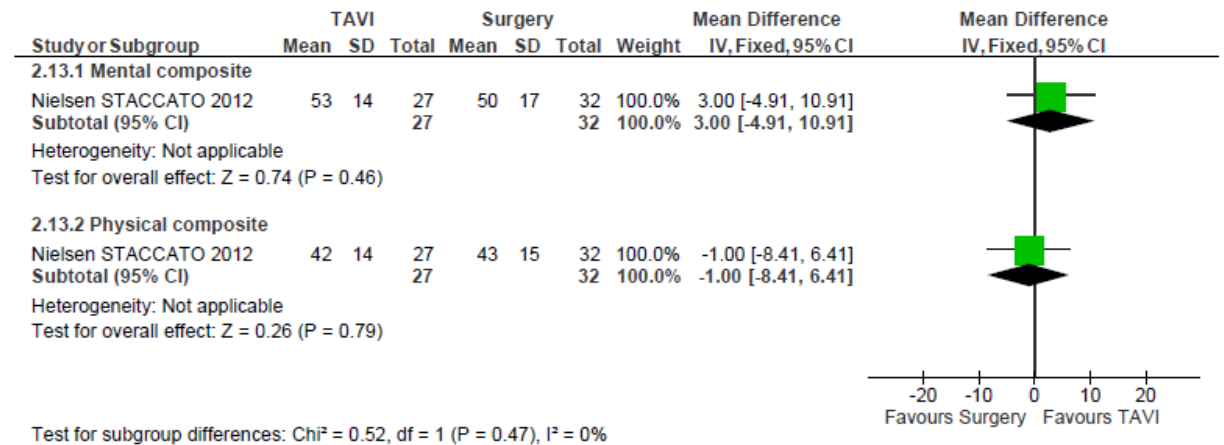 TAVI Surgery Mean Difference Mean Difference
Study or Subgroup Mean SD Total Mean SD Total Weight IV, Fixed, 95% CI IV, Fixed, 95% CI
2.13.1 Mental composite
Nielsen STACCATO 2012 53 14 27 50 17 32 100.0% 3.00 [-4.91, 10.91]
Subtotal (95% CI) 27 32 100.0% 3.00 [-4.91, 10.91]
Heterogeneity: Not applicable
Test for overall effect: Z = 0.74 (P = 0.46)
2.13.2 Physical composite
Nielsen STACCATO 2012 42 14 27 43 15 32 100.0% -1.00 [-8.41, 6.41]
Subtotal (95% CI) 27 32 100.0% -1.00 [-8.41, 6.41]
Heterogeneity: Not applicable
Test for overall effect: Z = 0.26 (P = 0.79)
-20 -10 0 10 20
Favours Surgery Favours TAVI
Test for subgroup differences: Chi² = 0.52, df = 1 (P = 0.47), I² = 0%